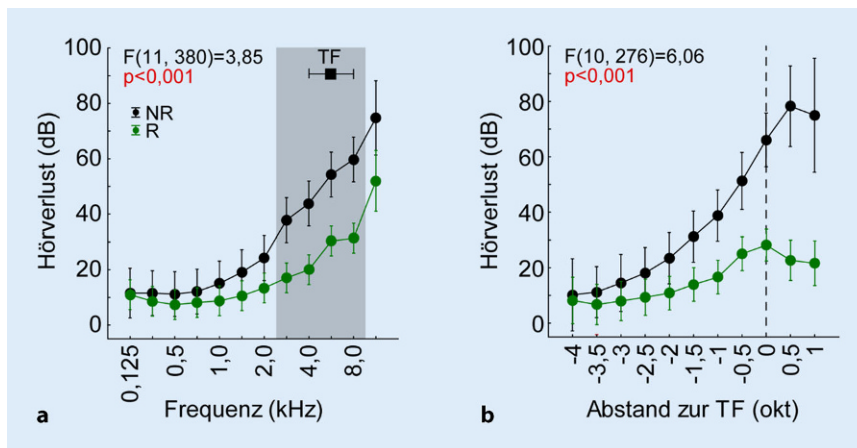 F(11, 380)=3,85
p<0,001
TF
NR
R
100
80
60
40
20
0
Hörverlust (dB)
0,125
0,5
1,0
2,0
4,0
8,0
a
Frequenz (kHz)
F(10, 276)=6,06
p<0,001
100
80
60
40
20
0
Hörverlust (dB)
-4
-3,5
-3
-2,5
-2
-1,5
-1
-0,5
0
0,5
1
b
Abstand zur TF (okt)